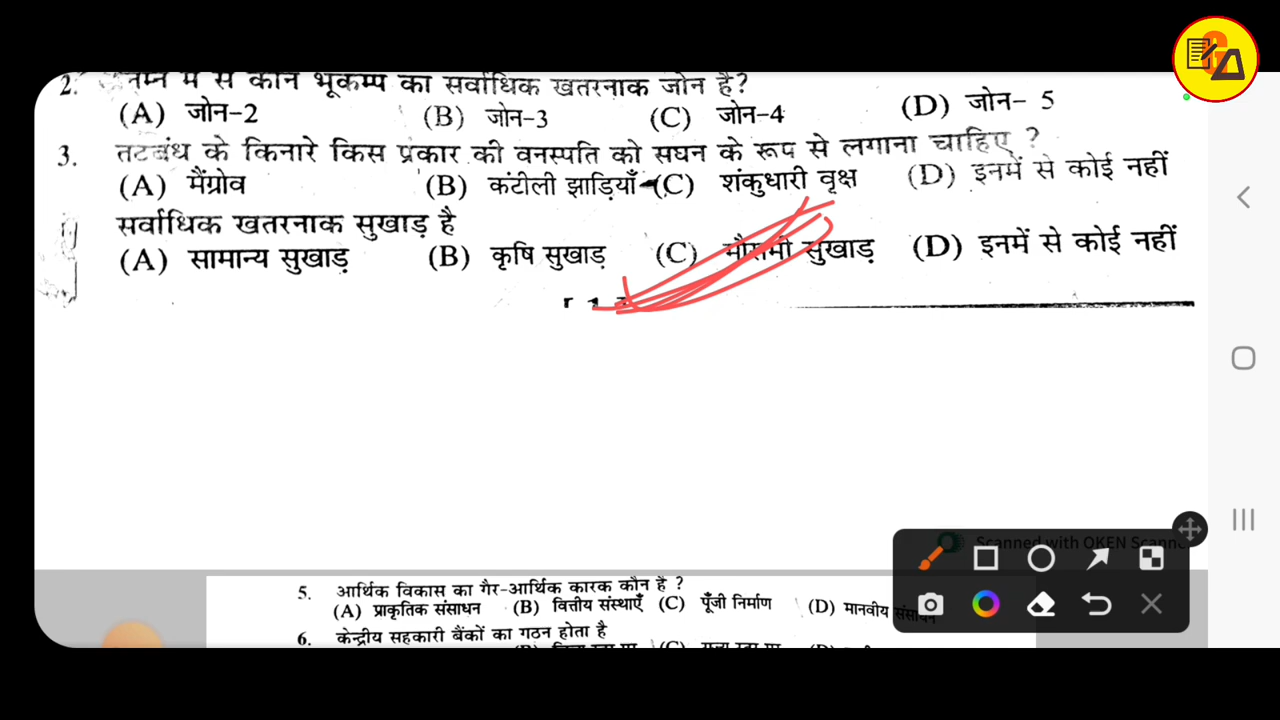 2. में से कौन भूकम्प का सर्वाधिक खतरनाक जोन है?
(A) जोन-2 (B) जोन-3 (C) जोन-4 (D) जोन- 5
3. तटबंध के किनारे किस प्रकार की वनस्पति को सघन के रूप से लगाना चाहिए ?
(A) मैंग्रोव (B) कंटीली झाड़ियाँ (C) शंकुधारी वृक्ष (D) इनमें से कोई नहीं
सर्वाधिक खतरनाक सुखाड़ है
(A) सामान्य सुखाड़ (B) कृषि सुखाड़ (C) मौसमी सुखाड़ (D) इनमें से कोई नहीं
Scanned with OKEN
5. आर्थिक विकास का गैर-आर्थिक कारक कौन है ?
(A) प्राकृतिक संसाधन (B) वित्तीय संस्थाएँ (C) पूँजी निर्माण (D) मानवीय संसाधन
6. केन्द्रीय सहकारी बैंकों का गठन होता है